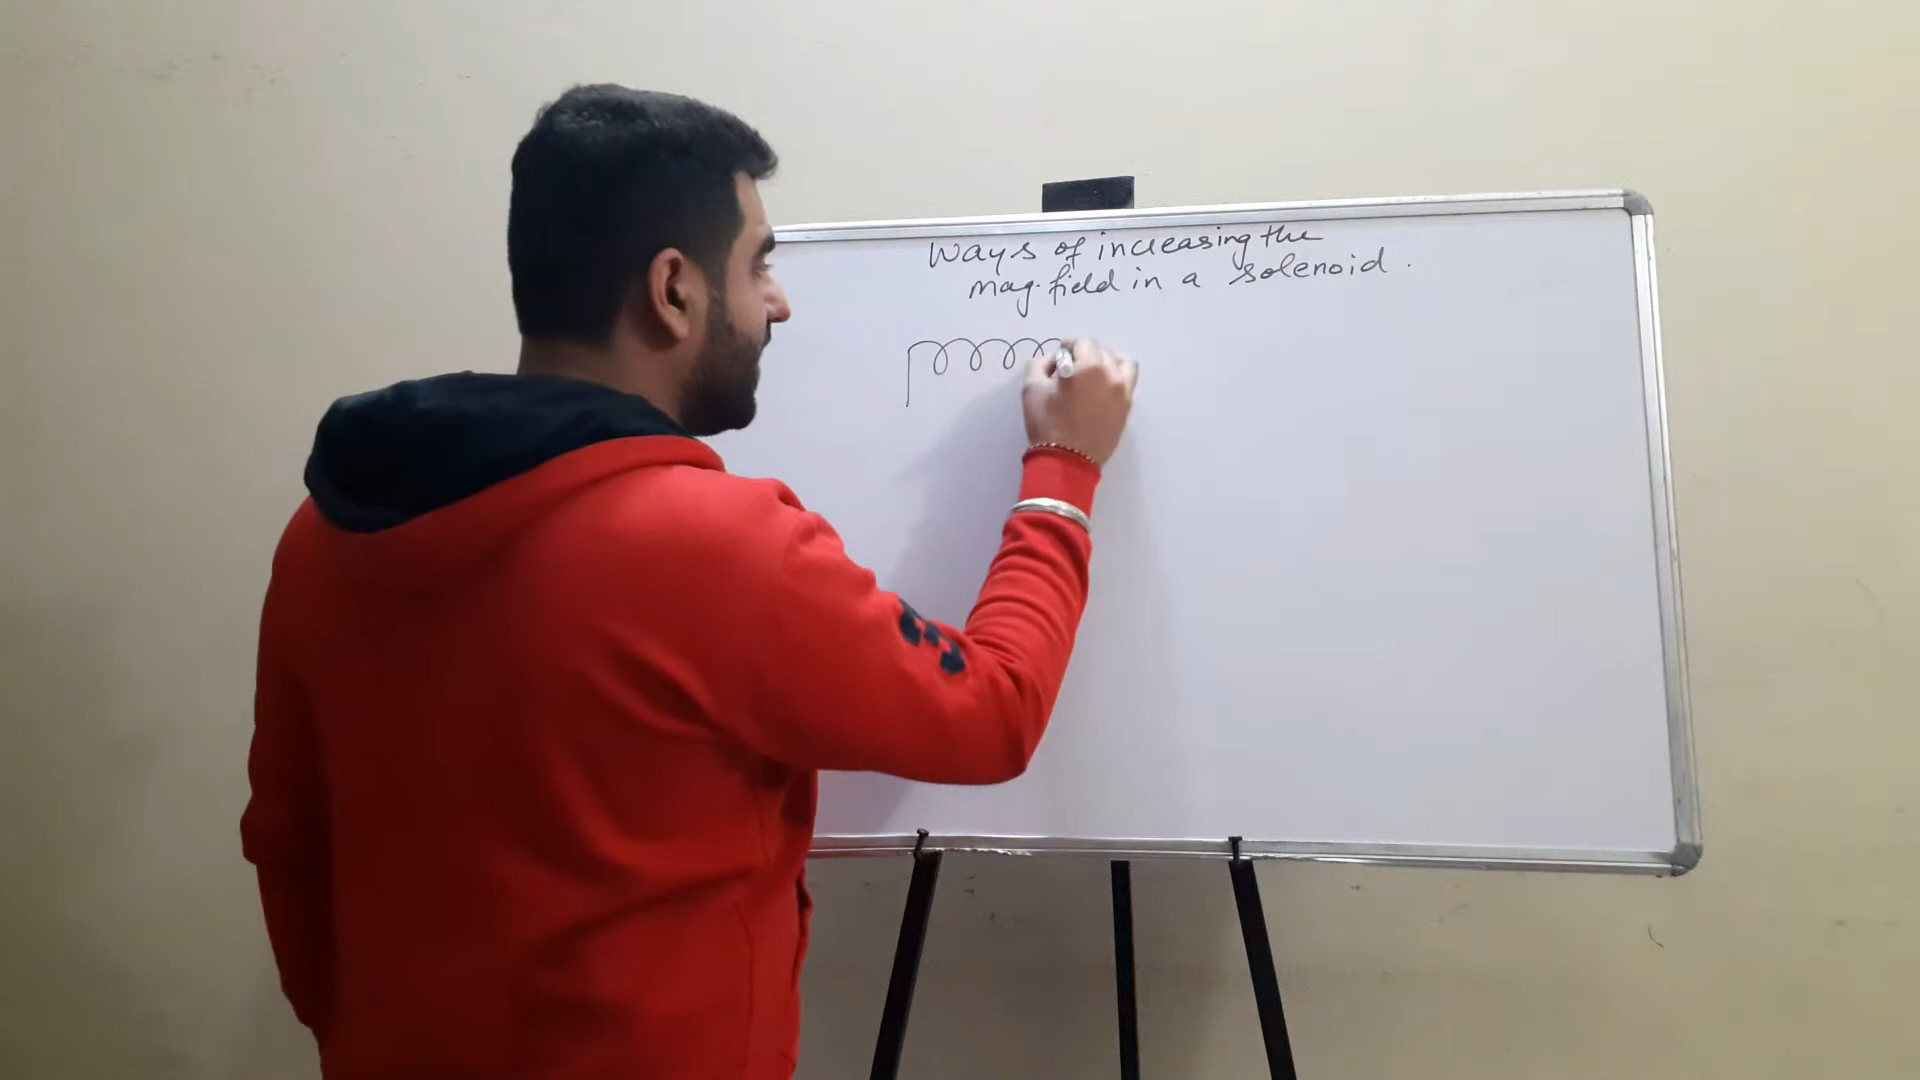 Ways of increasing the
mag. field in a solenoid.